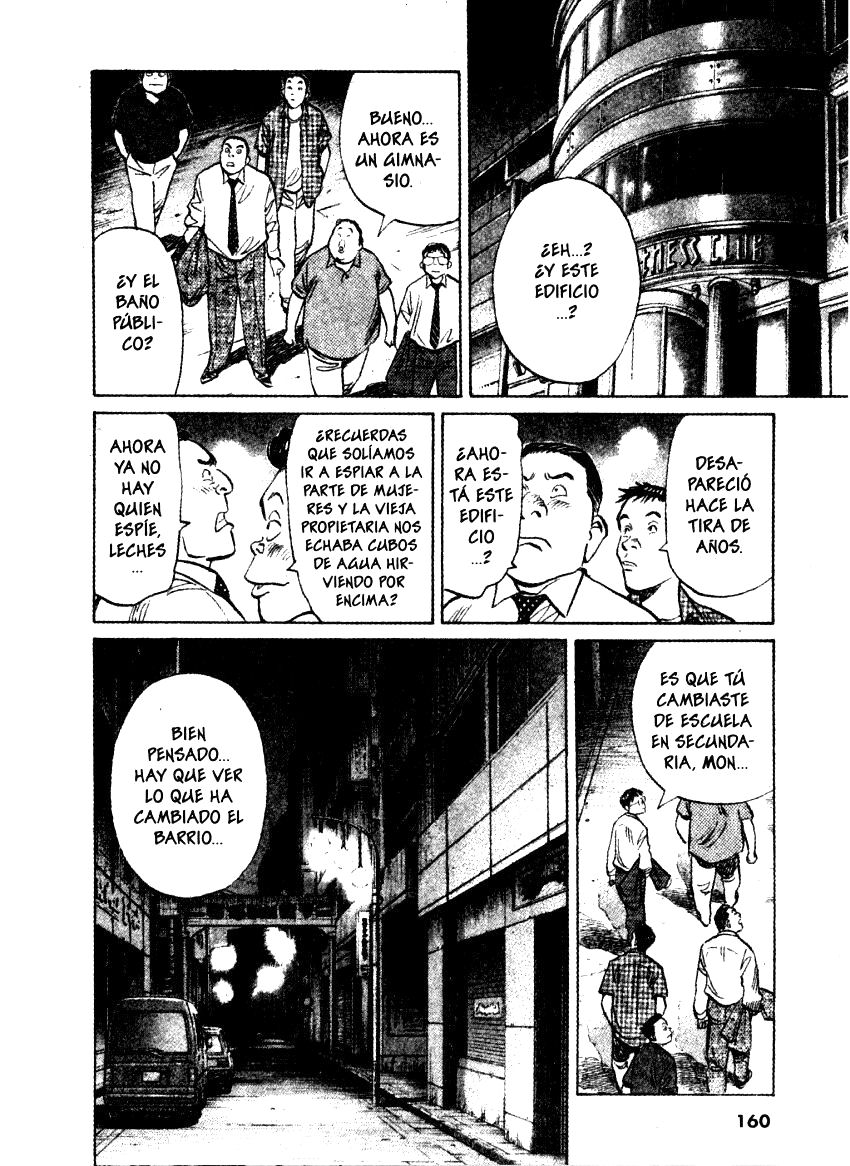 ¿EH...?
¿Y ESTE
EDIFICIO
...?
NESS CLUB
BUENO...
AHORA ES
UN GIMNA-
SIO.
¿Y EL
BAÑO
PÚBLI-
CO?
DESA-
PARECIÓ
HACE LA
TIRA DE
AÑOS.
¿AHO-
RA ES-
TÁ ESTE
EDIFI-
CIO
...?
¿RECUERDAS
QUE SOLÍAMOS
IR A ESPIAR A LA
PARTE DE MUJE-
RES Y LA VIEJA
PROPIETARIA NOS
ECHABA CUBOS
DE AGUA HIR-
VIENDO POR
ENCIMA?
AHORA
YA NO
HAY
QUIEN
ESPÍE,
LECHES
...
ES QUE TÚ
CAMBIASTE
DE ESCUELA
EN SECUNDA-
RIA, MON...
BIEN
PENSADO...
HAY QUE VER
LO QUE HA
CAMBIADO EL
BARRIO...
160